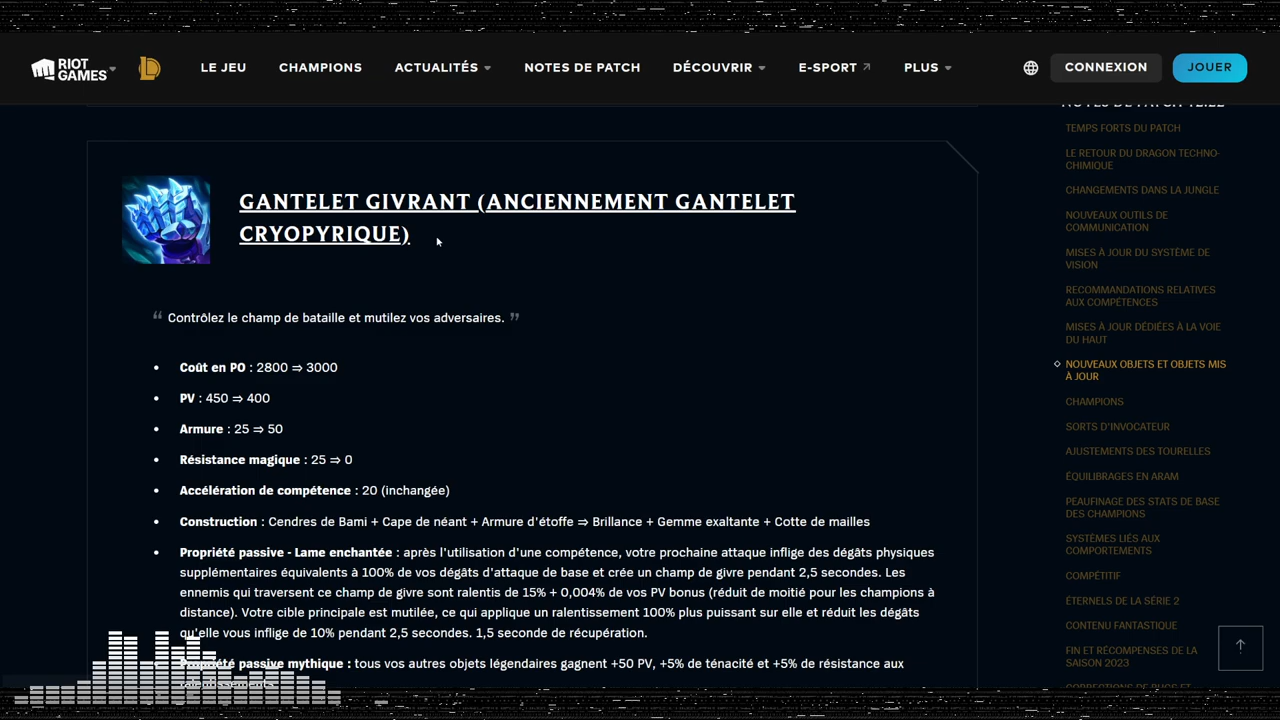 RIOT
GAMES
LE JEU
CHAMPIONS
ACTUALITÉS
NOTES DE PATCH
DÉCOUVRIR
E-SPORT
PLUS
CONNEXION
JOUER
GANTELET GIVRANT (ANCIENNEMENT GANTELET
CRYOPYRIQUE)
“ Contrôlez le champ de bataille et mutilez vos adversaires. ”
• Coût en PO : 2800 ⇒ 3000
• PV : 450 ⇒ 400
• Armure : 25 ⇒ 50
• Résistance magique : 25 ⇒ 0
• Accélération de compétence : 20 (inchangée)
• Construction : Cendres de Bami + Cape de néant + Armure d'étoffe ⇒ Brillance + Gemme exaltante + Cotte de mailles
• Propriété passive - Lame enchantée : après l'utilisation d'une compétence, votre prochaine attaque inflige des dégâts physiques
supplémentaires équivalents à 100% de vos dégâts d'attaque de base et crée un champ de givre pendant 2,5 secondes. Les
ennemis qui traversent ce champ de givre sont ralentis de 15% + 0,004% de vos PV bonus (réduit de moitié pour les champions à
distance). Votre cible principale est mutilée, ce qui applique un ralentissement 100% plus puissant sur elle et réduit les dégâts
qu'elle vous inflige de 10% pendant 2,5 secondes. 1,5 seconde de récupération.
Propriété passive mythique : tous vos autres objets légendaires gagnent +50 PV, +5% de ténacité et +5% de résistance aux
NOTES DE PATCH 12.22
TEMPS FORTS DU PATCH
LE RETOUR DU DRAGON TECHNO-
CHIMIQUE
CHANGEMENTS DANS LA JUNGLE
NOUVEAUX OUTILS DE
COMMUNICATION
MISES À JOUR DU SYSTÈME DE
VISION
RECOMMANDATIONS RELATIVES
AUX COMPÉTENCES
MISES À JOUR DÉDIÉES À LA VOIE
DU HAUT
NOUVEAUX OBJETS ET OBJETS MIS
À JOUR
CHAMPIONS
SORTS D'INVOCATEUR
AJUSTEMENTS DES TOURELLES
ÉQUILIBRAGES EN ARAM
PEAUFINAGE DES STATS DE BASE
DES CHAMPIONS
SYSTÈMES LIÉS AUX
COMPORTEMENTS
COMPÉTITIF
ÉTERNELS DE LA SÉRIE 2
CONTENU FANTASTIQUE
FIN ET RÉCOMPENSES DE LA
SAISON 2023